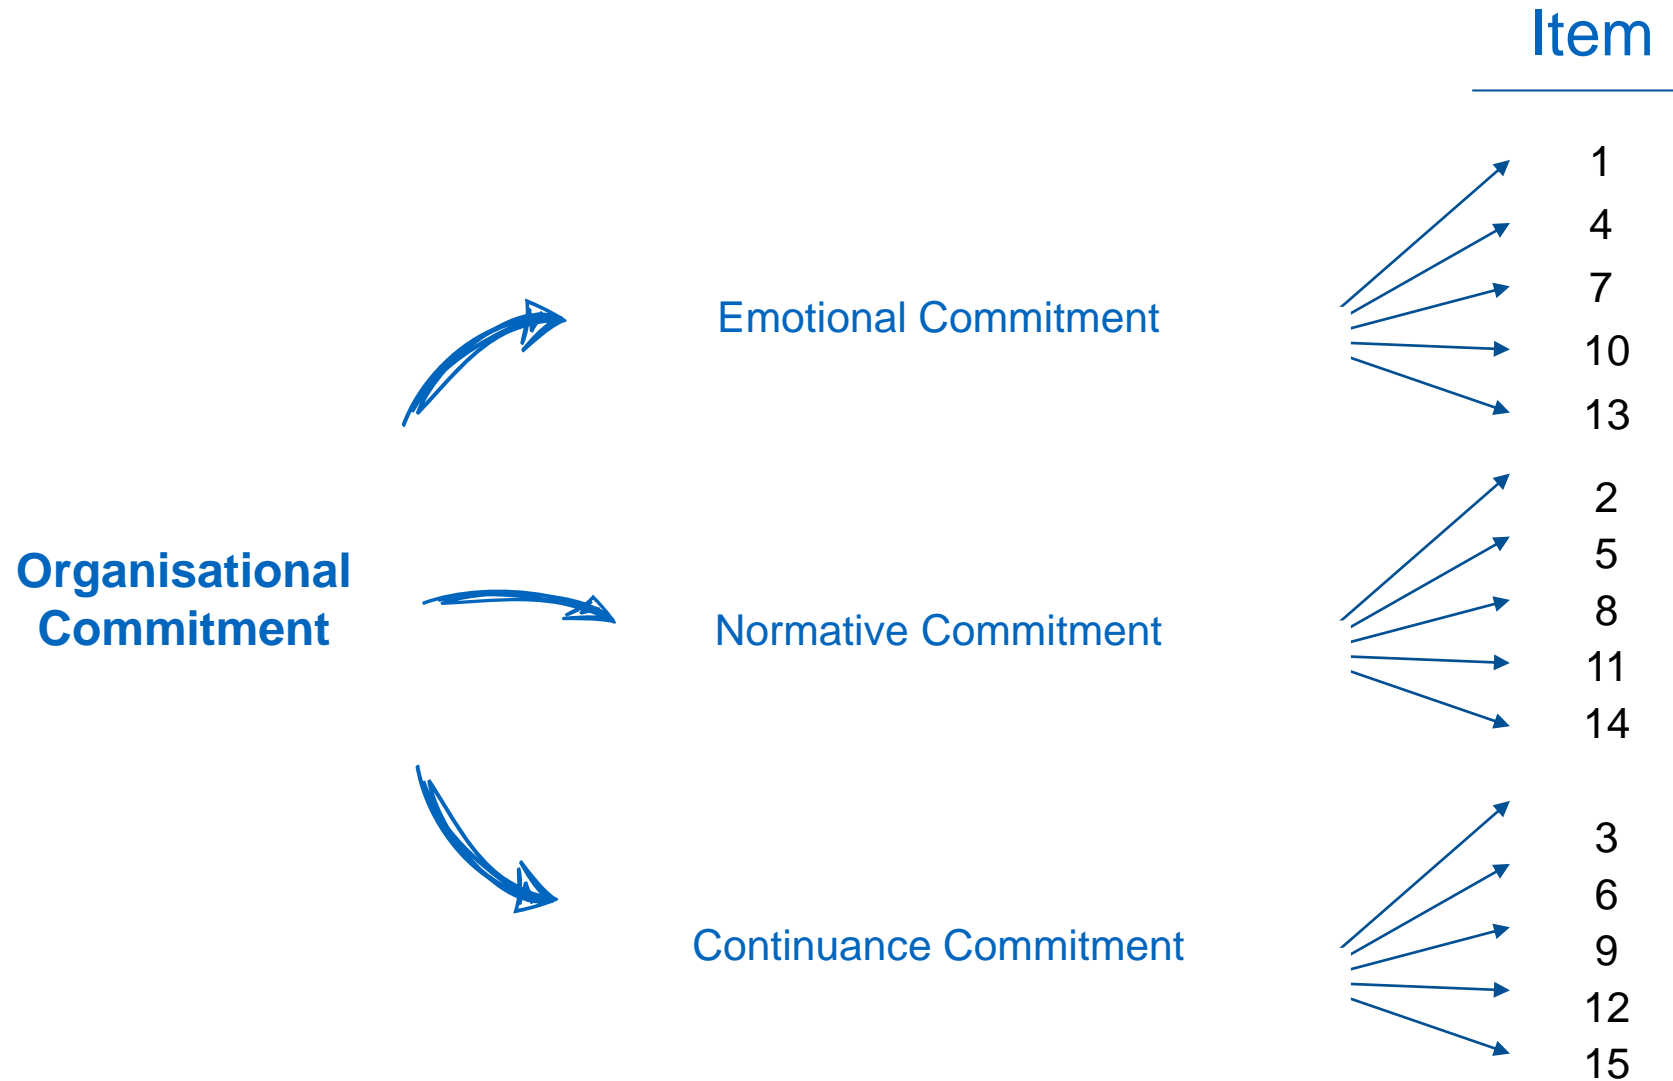 Item
Organisational
Commitment
Emotional Commitment
1
4
7
10
13
Normative Commitment
2
5
8
11
14
Continuance Commitment
3
6
9
12
15